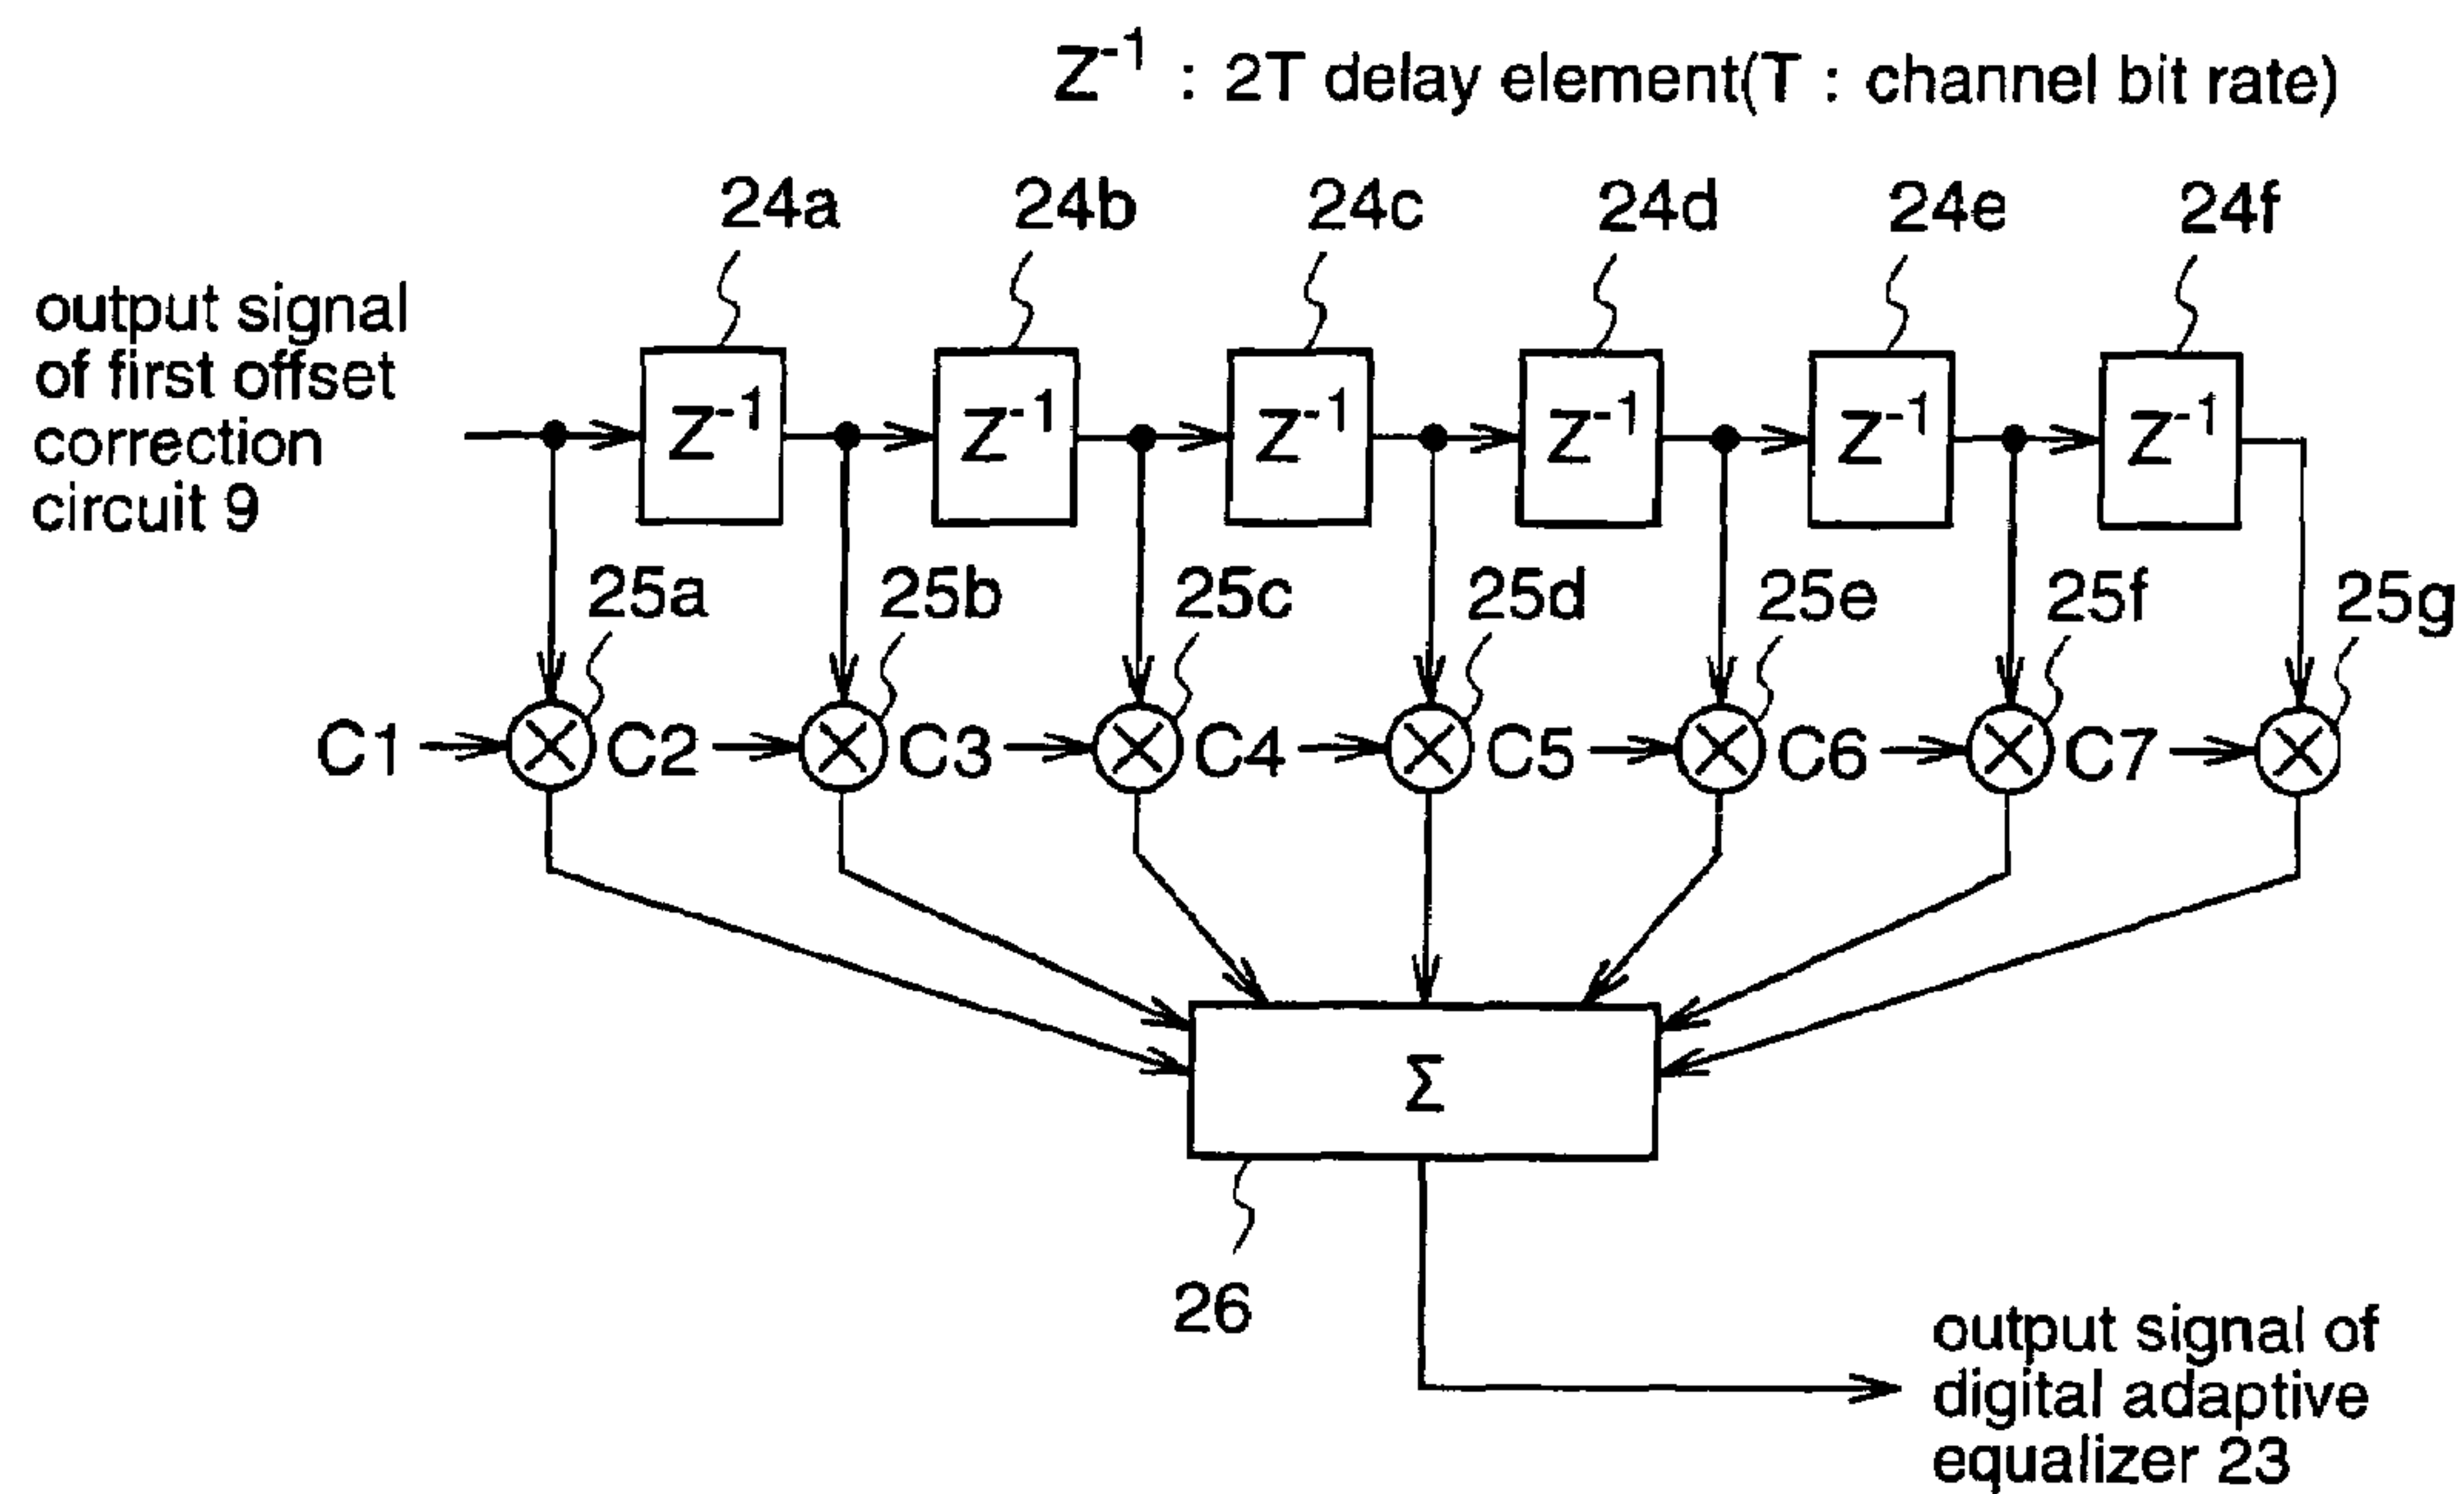 Z⁻¹ : 2T delay element(T : channel bit rate)
24a 24b 24c 24d 24e 24f
output signal
of first offset
correction
circuit 9
Z⁻¹ Z⁻¹ Z⁻¹ Z⁻¹ Z⁻¹ Z⁻¹
25a 25b 25c 25d 25e 25f 25g
C1 C2 C3 C4 C5 C6 C7
Σ
26
output signal of
digital adaptive
equalizer 23